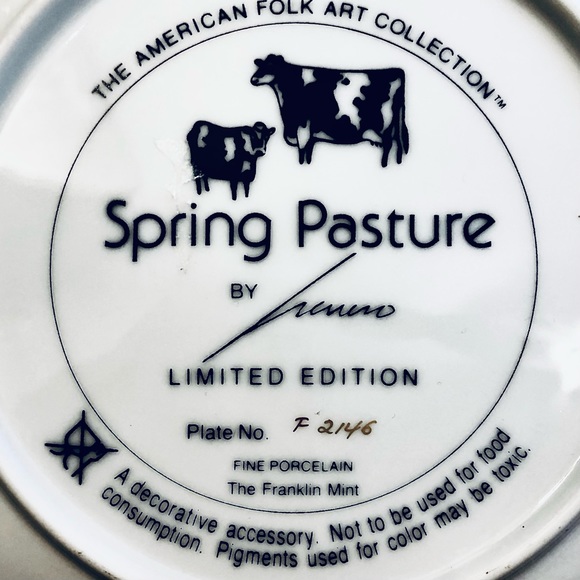 THE AMERICAN FOLK ART COLLECTION™
Spring Pasture
BY
LIMITED EDITION
Plate No. F 2146
FINE PORCELAIN
The Franklin Mint
A decorative accessory. Not to be used for food
consumption. Pigments used for color may be toxic.